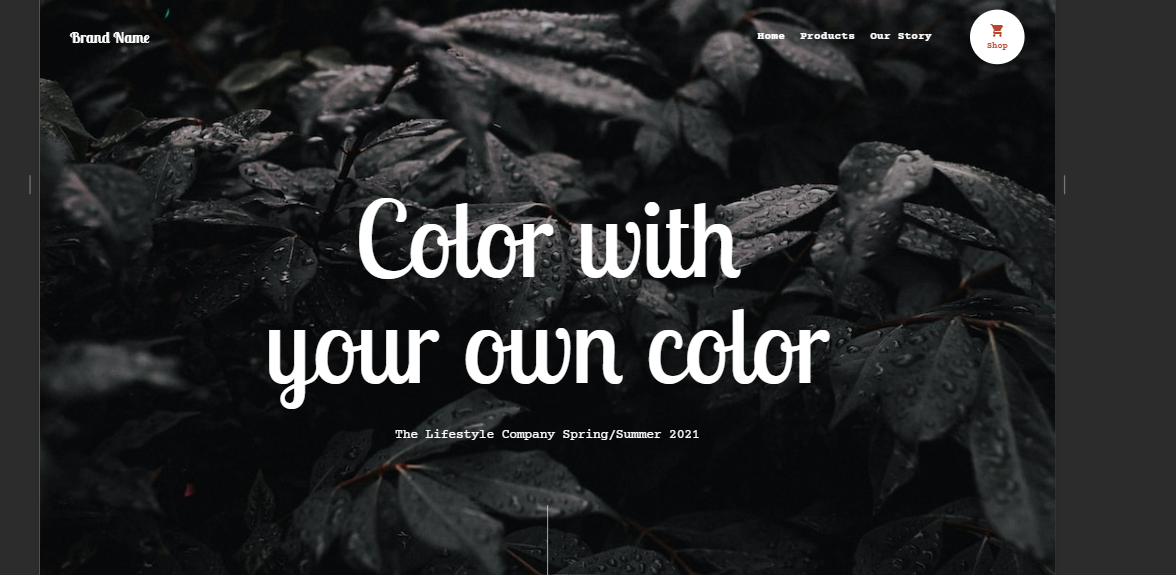 Brand Name
Home Products Our Story
Shop
Color with
your own color
The Lifestyle Company Spring/Summer 2021